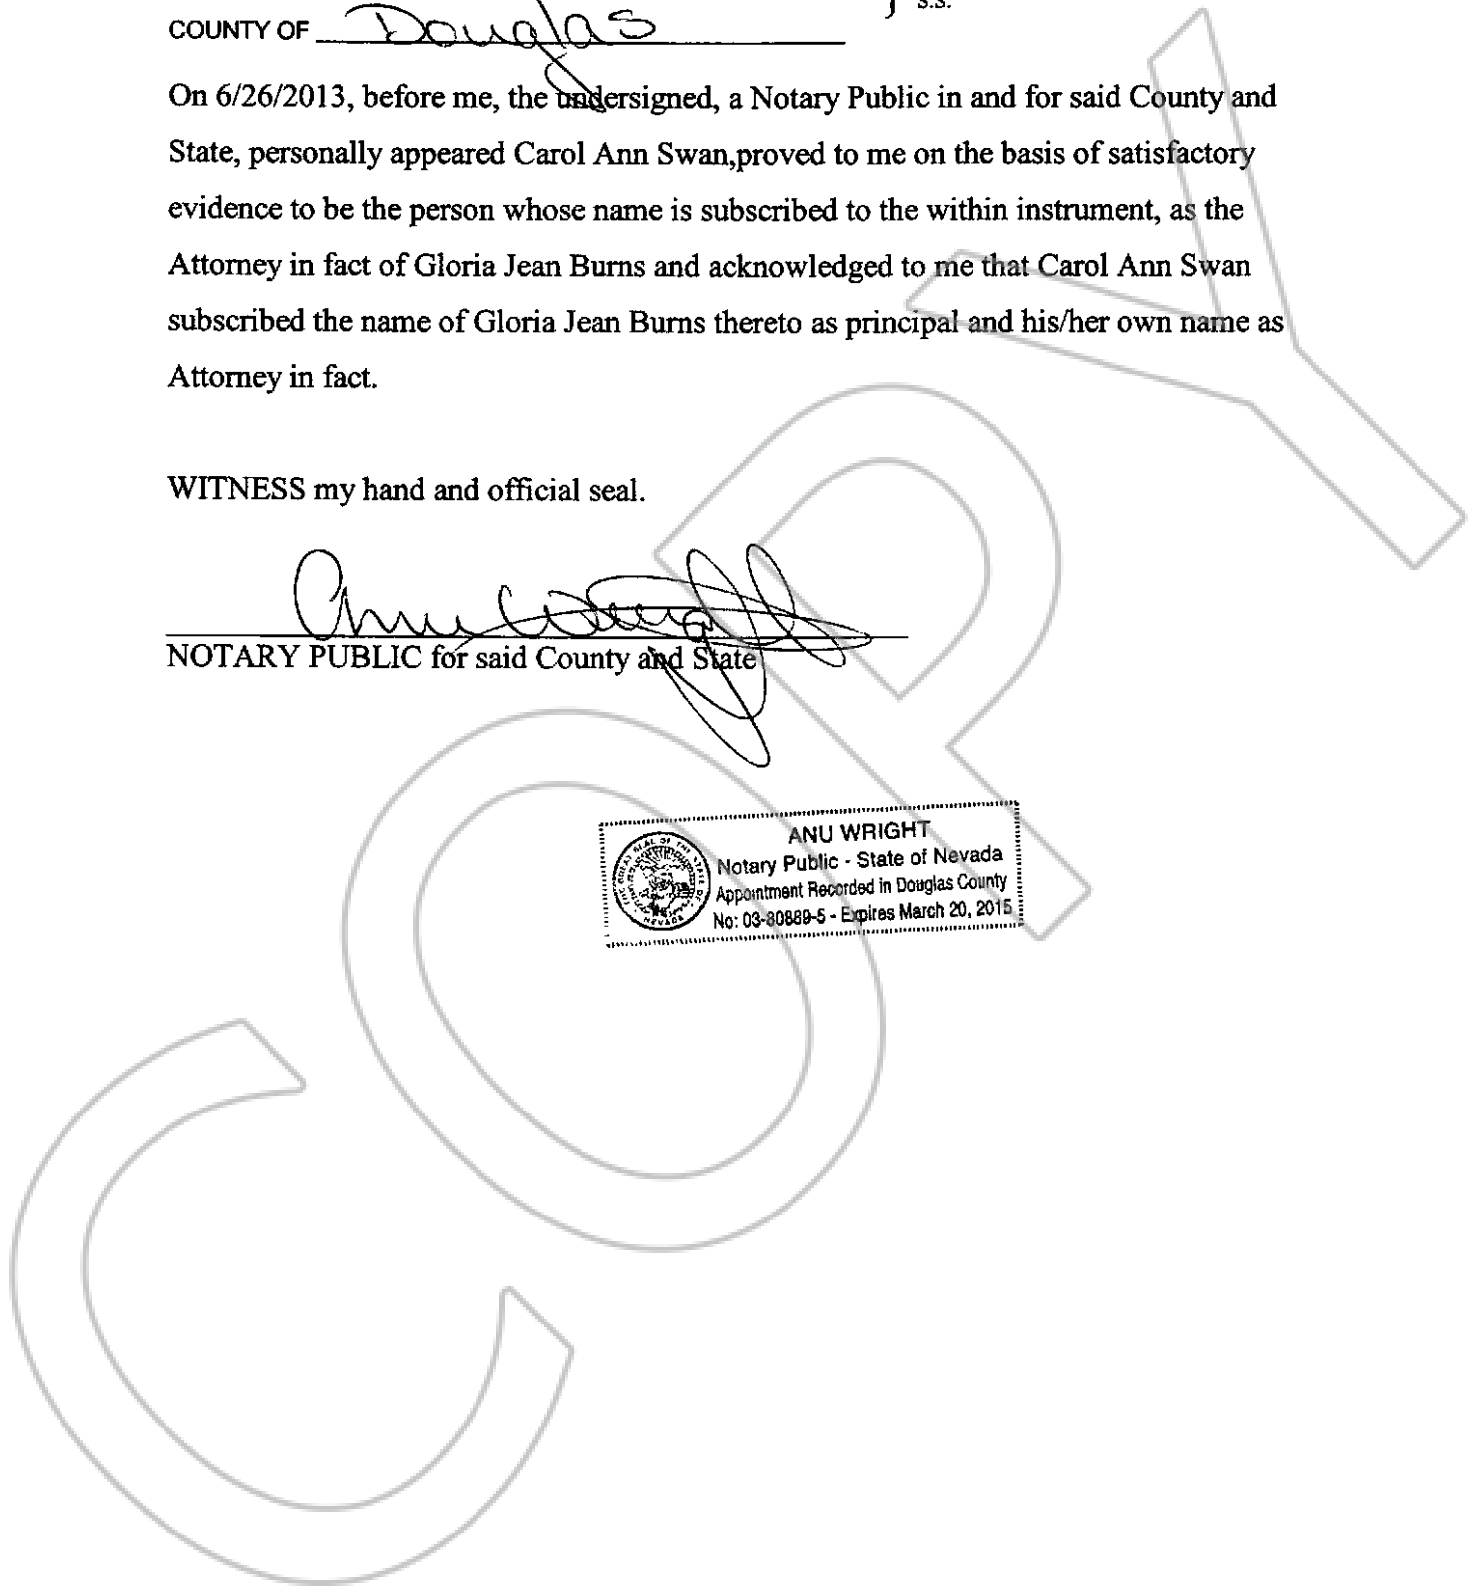 } s.s.
COUNTY OF Douglas
On 6/26/2013, before me, the undersigned, a Notary Public in and for said County and
State, personally appeared Carol Ann Swan,proved to me on the basis of satisfactory
evidence to be the person whose name is subscribed to the within instrument, as the
Attorney in fact of Gloria Jean Burns and acknowledged to me that Carol Ann Swan
subscribed the name of Gloria Jean Burns thereto as principal and his/her own name as
Attorney in fact.
WITNESS my hand and official seal.
Anu Wright
NOTARY PUBLIC for said County and State
ANU WRIGHT
Notary Public - State of Nevada
Appointment Recorded in Douglas County
No: 03-80889-5 - Expires March 20, 2015
COPY